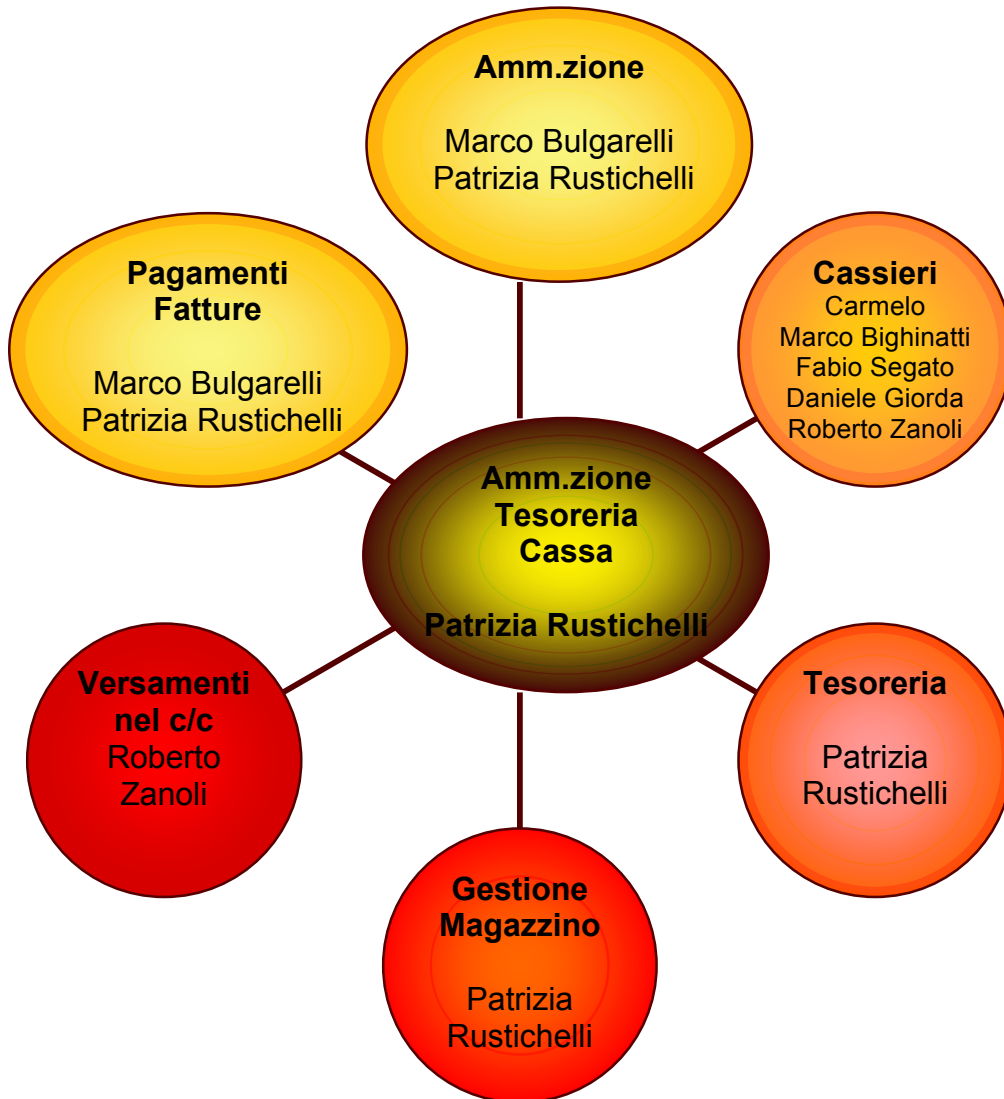 Amm.zione
Marco Bulgarelli
Patrizia Rustichelli
Pagamenti
Fatture
Marco Bulgarelli
Patrizia Rustichelli
Cassieri
Carmelo
Marco Bighinatti
Fabio Segato
Daniele Giorda
Roberto Zanoli
Amm.zione
Tesoreria
Cassa
Patrizia Rustichelli
Versamenti
nel c/c
Roberto
Zanoli
Tesoreria
Patrizia
Rustichelli
Gestione
Magazzino
Patrizia
Rustichelli